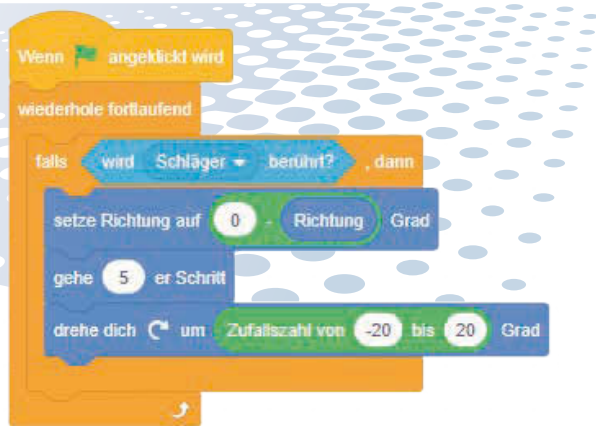 Wenn angeklickt wird
wiederhole fortlaufend
falls wird Schläger berührt? , dann
setze Richtung auf 0 - Richtung Grad
gehe 5 er Schritt
drehe dich um Zufallszahl von -20 bis 20 Grad